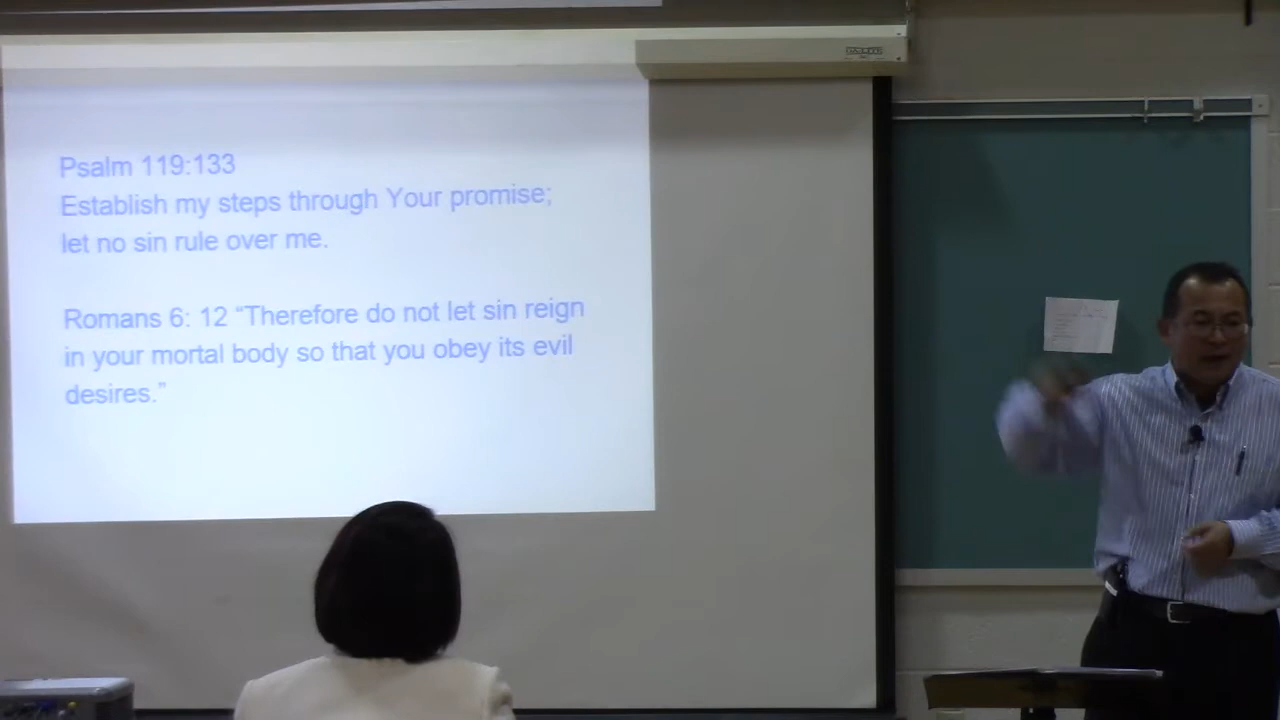 Psalm 119:133
Establish my steps through Your promise;
let no sin rule over me.
Romans 6: 12 “Therefore do not let sin reign
in your mortal body so that you obey its evil
desires.”